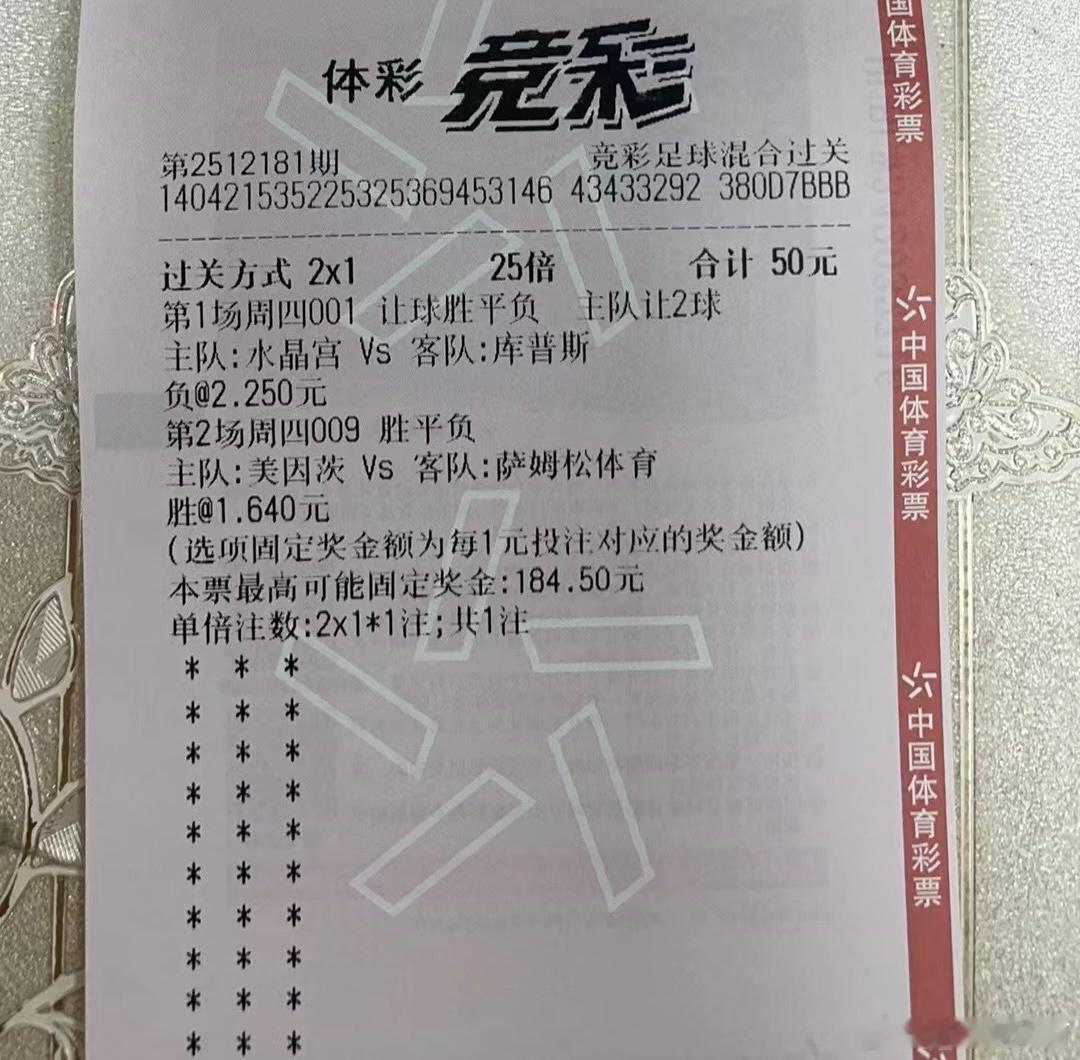 体彩 竞彩
第2512181期 竞彩足球混合过关
140421535225325369453146 43433292 380D7BBB
过关方式 2x1 25倍 合计 50元
第1场周四001 让球胜平负 主队让2球
主队:水晶宫 Vs 客队:库普斯
负@2.250元
第2场周四009 胜平负
主队:美因茨 Vs 客队:萨姆松体育
胜@1.640元
(选项固定奖金额为每1元投注对应的奖金额)
本票最高可能固定奖金:184.50元
单倍注数:2x1*1注;共1注
* * *
* * *
* * *
* * *
* * *
* * *
* * *
* * *
* * *
* * *
国体育彩票
中国体育彩票
中国体育彩票